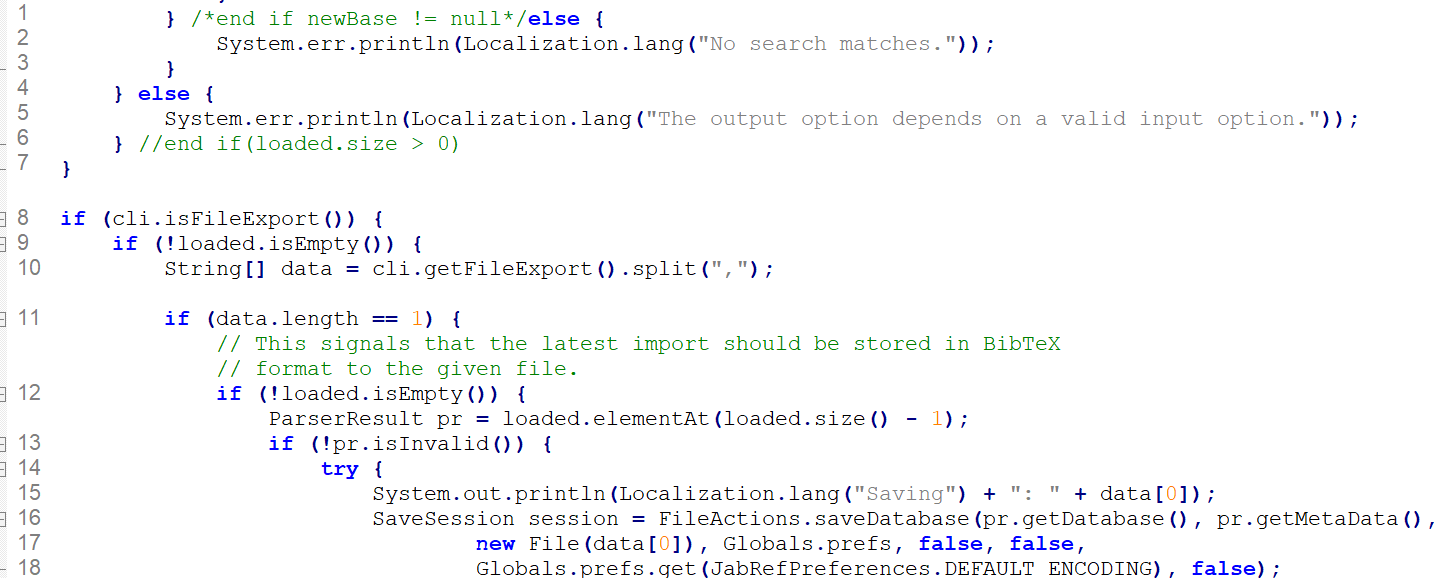 1 } /*end if newBase != null*/else {
2 System.err.println(Localization.lang("No search matches."));
3 }
4 } else {
5 System.err.println(Localization.lang("The output option depends on a valid input option."));
6 } //end if(loaded.size > 0)
7 }
8 if (cli.isFileExport()) {
9 if (!loaded.isEmpty()) {
10 String[] data = cli.getFileExport().split(",");
11 if (data.length == 1) {
// This signals that the latest import should be stored in BibTeX
// format to the given file.
12 if (!loaded.isEmpty()) {
ParserResult pr = loaded.elementAt(loaded.size() - 1);
13 if (!pr.isInvalid()) {
14 try {
15 System.out.println(Localization.lang("Saving") + ": " + data[0]);
16 SaveSession session = FileActions.saveDatabase(pr.getDatabase(), pr.getMetaData(),
17 new File(data[0]), Globals.prefs, false, false,
18 Globals.prefs.get(JabRefPreferences.DEFAULT_ENCODING), false);